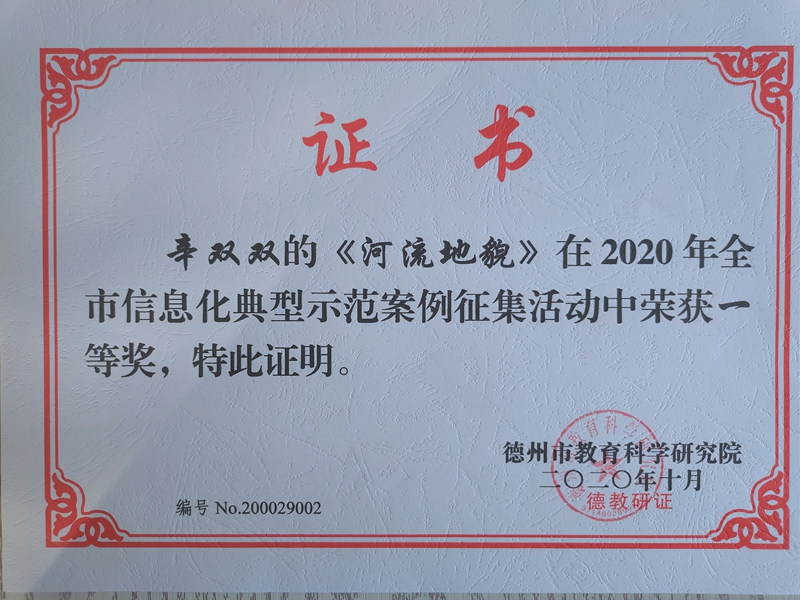 证 书
辛双双的《河流地貌》在2020年全
市信息化典型示范案例征集活动中荣获一
等奖，特此证明。
德州市教育科学研究院
二〇二〇年十月
德教研证
编号 No.200029002